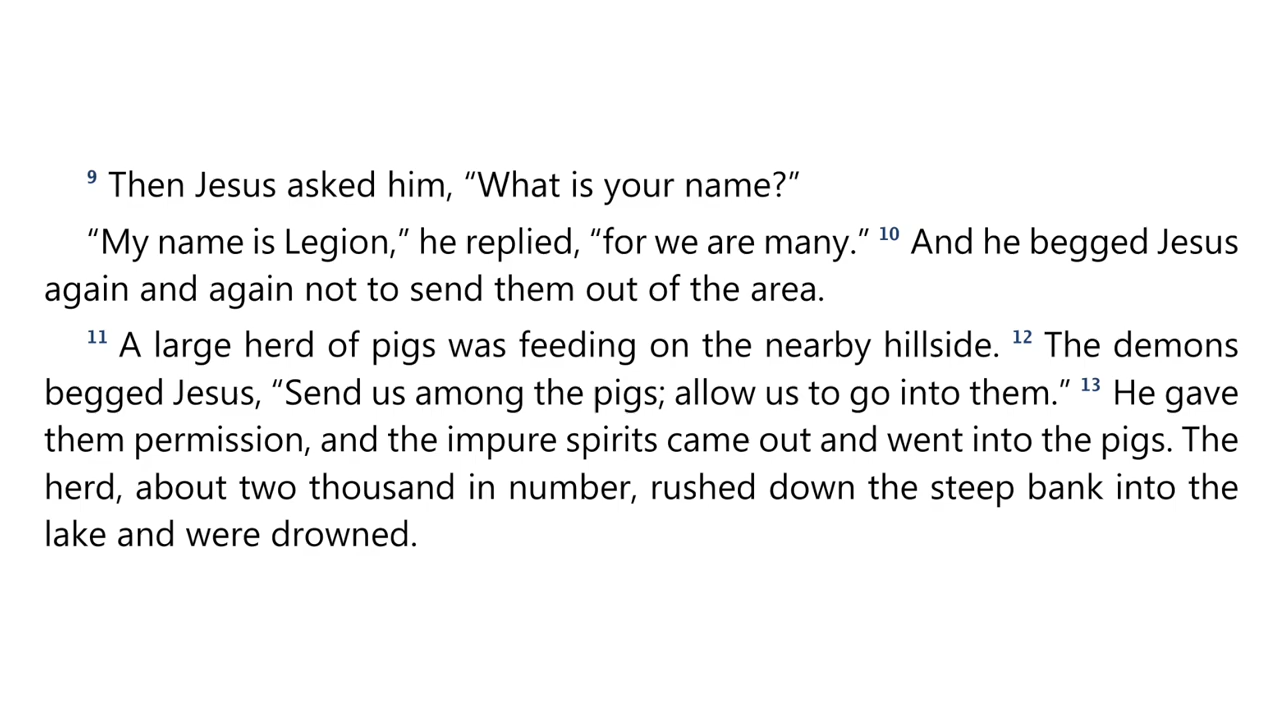 9 Then Jesus asked him, “What is your name?”
“My name is Legion,” he replied, “for we are many.” 10 And he begged Jesus
again and again not to send them out of the area.
11 A large herd of pigs was feeding on the nearby hillside. 12 The demons
begged Jesus, “Send us among the pigs; allow us to go into them.” 13 He gave
them permission, and the impure spirits came out and went into the pigs. The
herd, about two thousand in number, rushed down the steep bank into the
lake and were drowned.